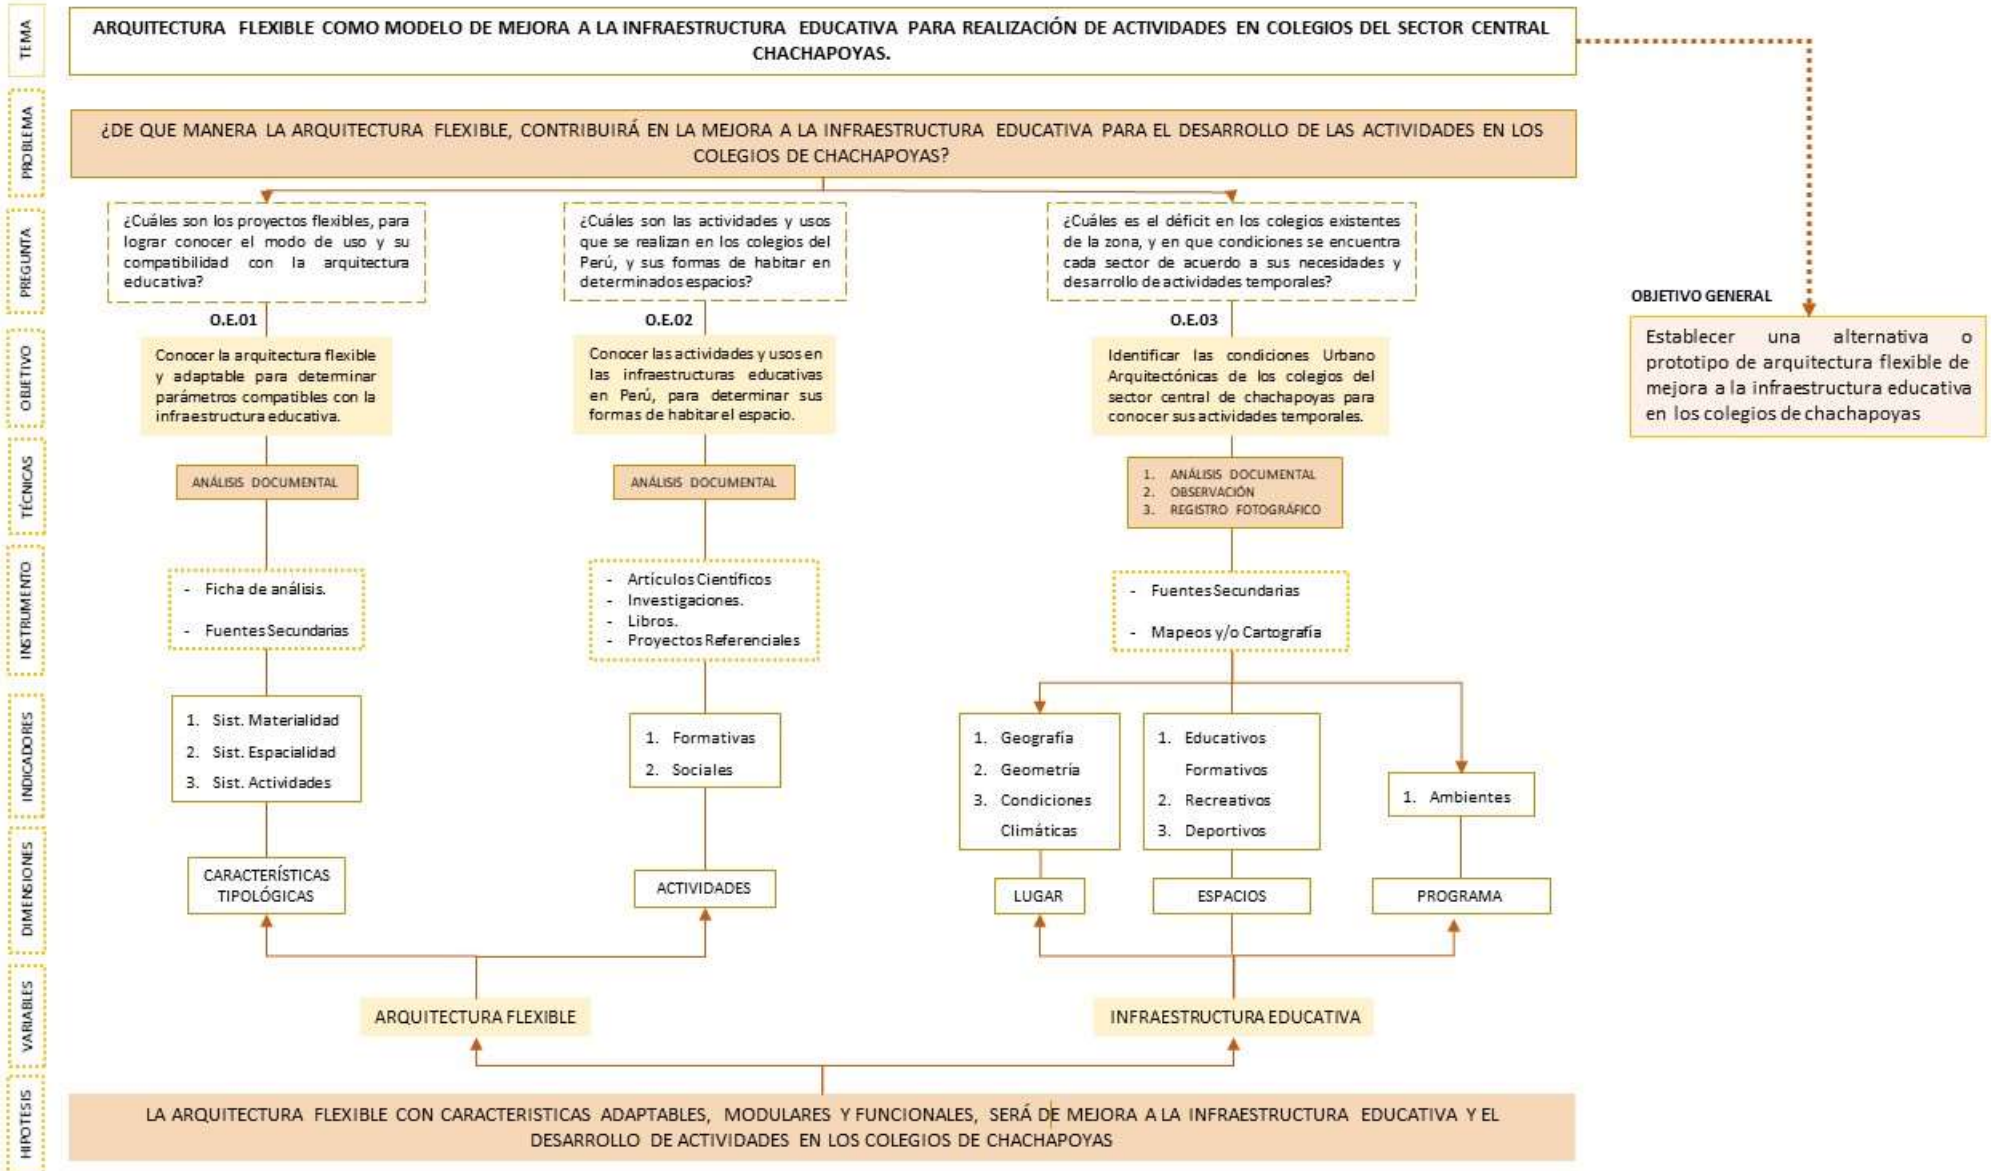 TEMA
ARQUITECTURA FLEXIBLE COMO MODELO DE MEJORA A LA INFRAESTRUCTURA EDUCATIVA PARA REALIZACIÓN DE ACTIVIDADES EN COLEGIOS DEL SECTOR CENTRAL
CHACHAPOYAS.
PROBLEMA
¿DE QUE MANERA LA ARQUITECTURA FLEXIBLE, CONTRIBUIRÁ EN LA MEJORA A LA INFRAESTRUCTURA EDUCATIVA PARA EL DESARROLLO DE LAS ACTIVIDADES EN LOS
COLEGIOS DE CHACHAPOYAS?
PREGUNTA
¿Cuáles son los proyectos flexibles, para
lograr conocer el modo de uso y su
compatibilidad con la arquitectura
educativa?
¿Cuáles son las actividades y usos
que se realizan en los colegios del
Perú, y sus formas de habitar en
determinados espacios?
¿Cuáles es el déficit en los colegios existentes
de la zona, y en que condiciones se encuentra
cada sector de acuerdo a sus necesidades y
desarrollo de actividades temporales?
OBJETIVO GENERAL
Establecer una alternativa o
prototipo de arquitectura flexible de
mejora a la infraestructura educativa
en los colegios de chachapoyas
OBJETIVO
O.E.01
Conocer la arquitectura flexible
y adaptable para determinar
parámetros compatibles con la
infraestructura educativa.
O.E.02
Conocer las actividades y usos en
las infraestructuras educativas
en Perú, para determinar sus
formas de habitar el espacio.
O.E.03
Identificar las condiciones Urbano
Arquitectónicas de los colegios del
sector central de chachapoyas para
conocer sus actividades temporales.
TÉCNICAS
ANÁLISIS DOCUMENTAL
ANÁLISIS DOCUMENTAL
1. ANÁLISIS DOCUMENTAL
2. OBSERVACIÓN
3. REGISTRO FOTOGRÁFICO
INSTRUMENTO
- Ficha de análisis.
- Fuentes Secundarias
- Artículos Científicos
- Investigaciones.
- Libros.
- Proyectos Referenciales
- Fuentes Secundarias
- Mapeos y/o Cartografía
INDICADORES
1. Sist. Materialidad
2. Sist. Espacialidad
3. Sist. Actividades
1. Formativas
2. Sociales
1. Geografía
2. Geometría
3. Condiciones
Climáticas
1. Educativos
Formativos
2. Recreativos
3. Deportivos
1. Ambientes
DIMENSIONES
CARACTERÍSTICAS
TIPOLÓGICAS
ACTIVIDADES
LUGAR
ESPACIOS
PROGRAMA
VARIABLES
ARQUITECTURA FLEXIBLE
INFRAESTRUCTURA EDUCATIVA
HIPOTESIS
LA ARQUITECTURA FLEXIBLE CON CARACTERISTICAS ADAPTABLES, MODULARES Y FUNCIONALES, SERÁ DE MEJORA A LA INFRAESTRUCTURA EDUCATIVA Y EL
DESARROLLO DE ACTIVIDADES EN LOS COLEGIOS DE CHACHAPOYAS